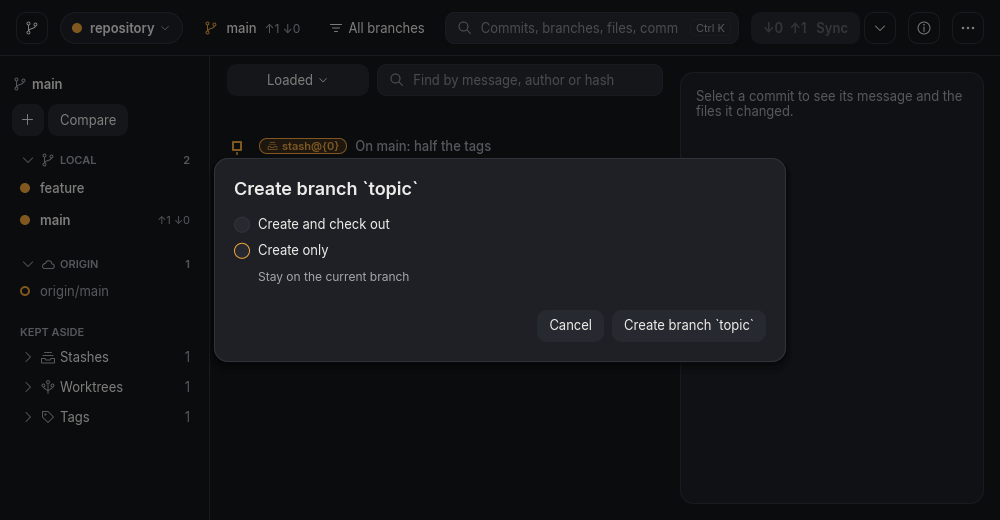 repository
main ↑1 ↓0
All branches
Commits, branches, files, comm
Ctrl K
↓0 ↑1 Sync
main
+ Compare
LOCAL 2
feature
main ↑1 ↓0
ORIGIN 1
origin/main
KEPT ASIDE
Stashes 1
Worktrees 1
Tags 1
Loaded
Find by message, author or hash
stash@{0} On main: half the tags
Select a commit to see its message and the
files it changed.
Create branch `topic`
Create and check out
Create only
Stay on the current branch
Cancel
Create branch `topic`